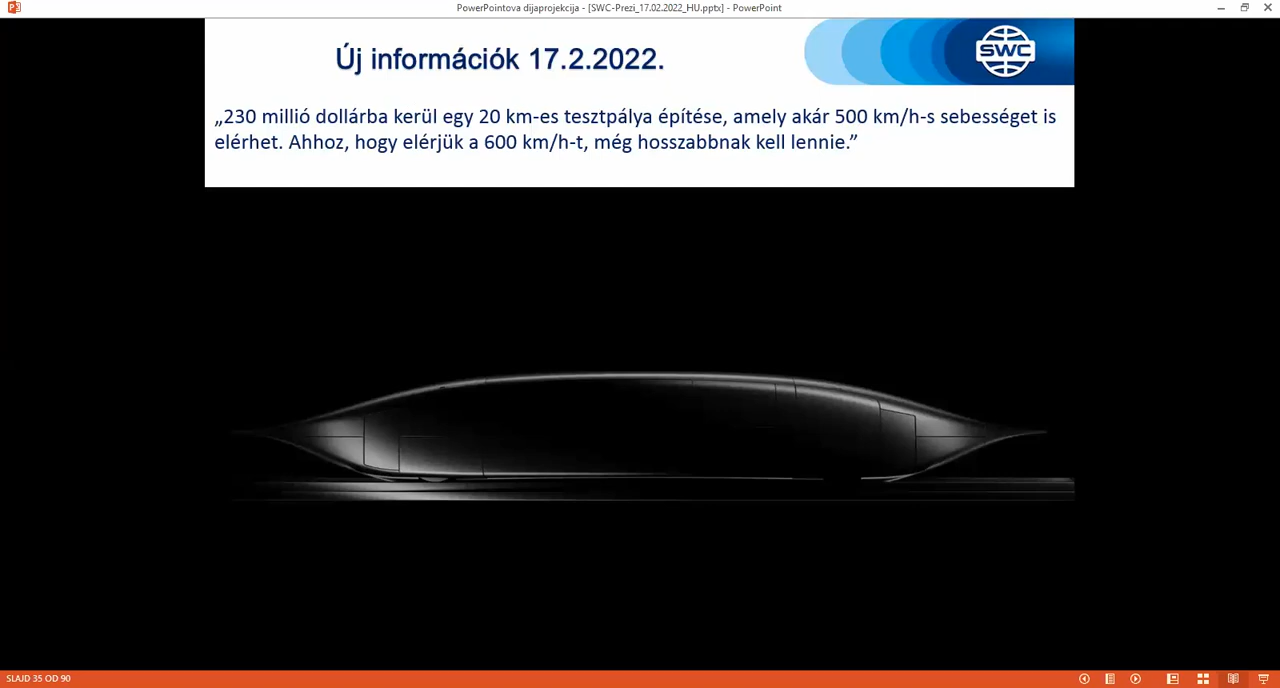 PowerPointova dijaprojekcija - [SWC-Prezi_17.02.2022_HU.pptx] - PowerPoint
Új információk 17.2.2022.
SWC
„230 millió dollárba kerül egy 20 km-es tesztpálya építése, amely akár 500 km/h-s sebességet is
elérhet. Ahhoz, hogy elérjük a 600 km/h-t, még hosszabbnak kell lennie.”
SLAJD 35 OD 90